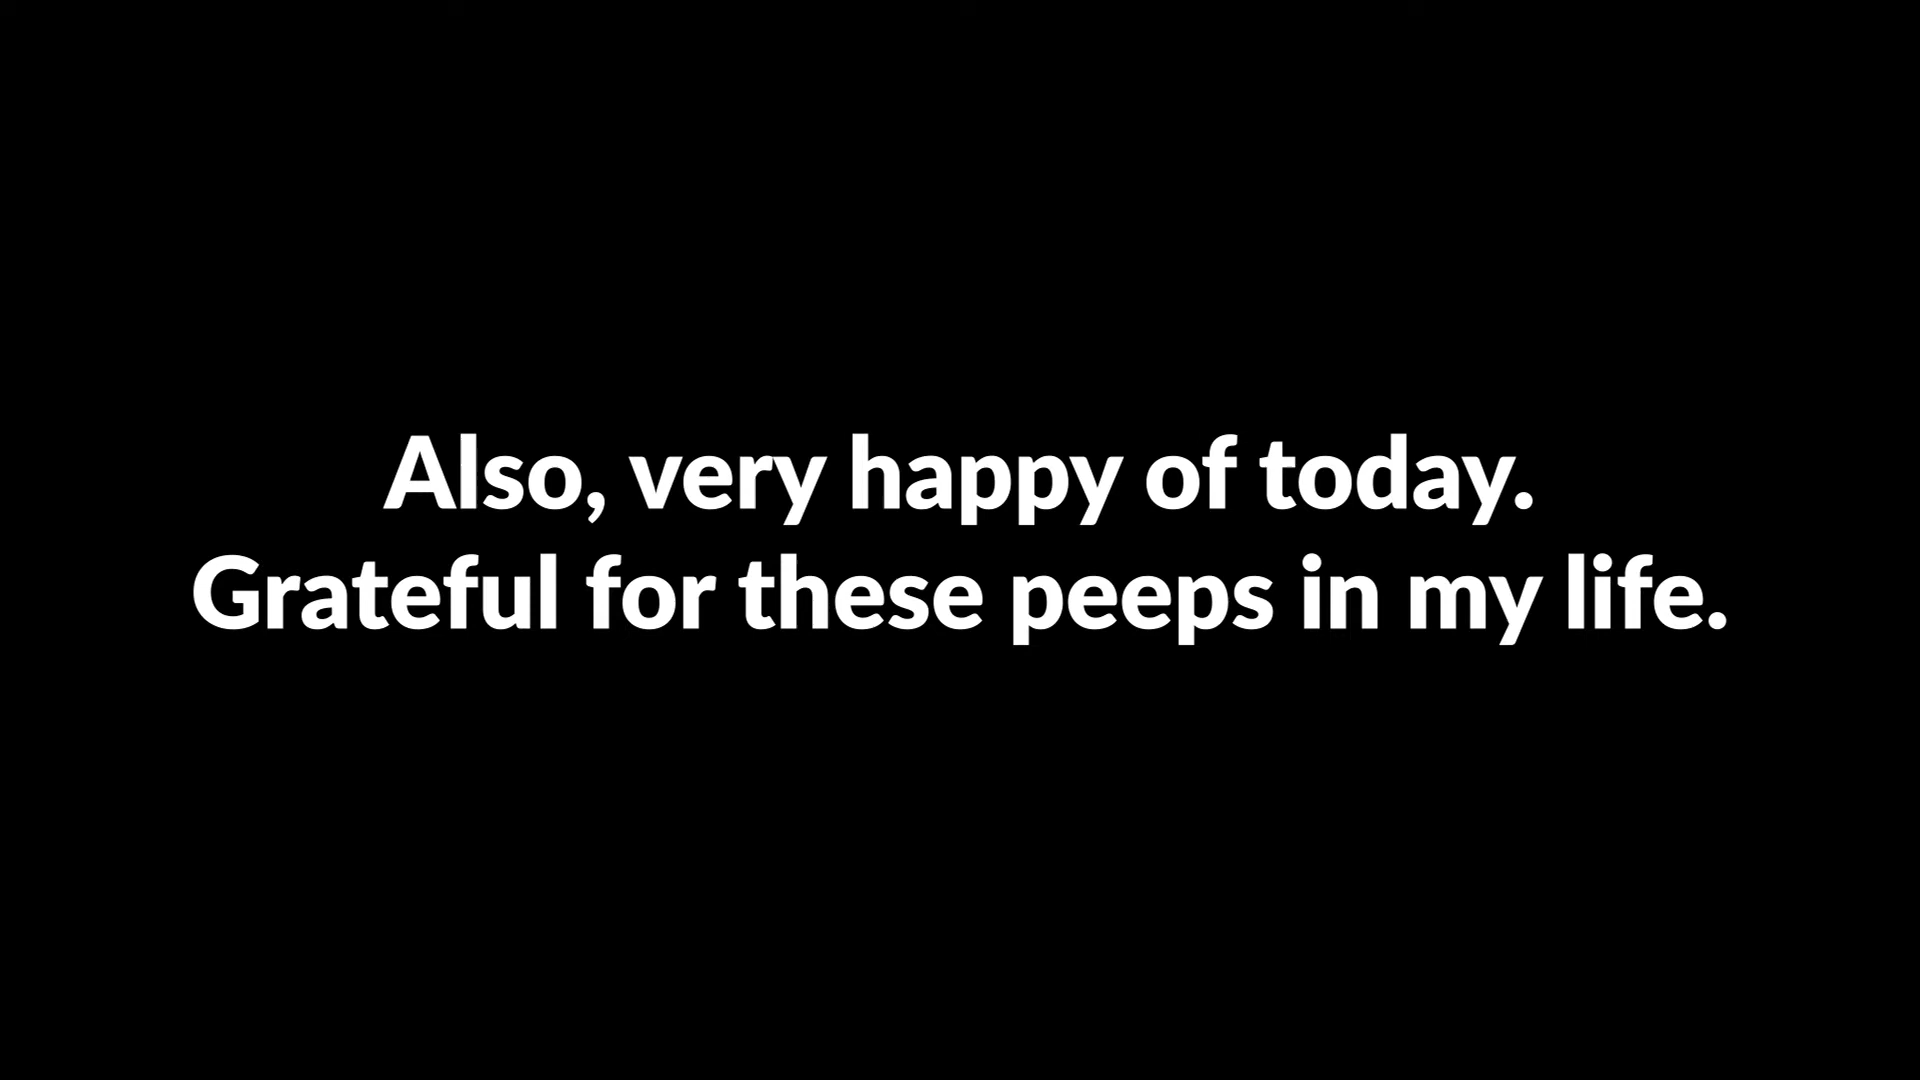 Also, very happy of today.
Grateful for these peeps in my life.